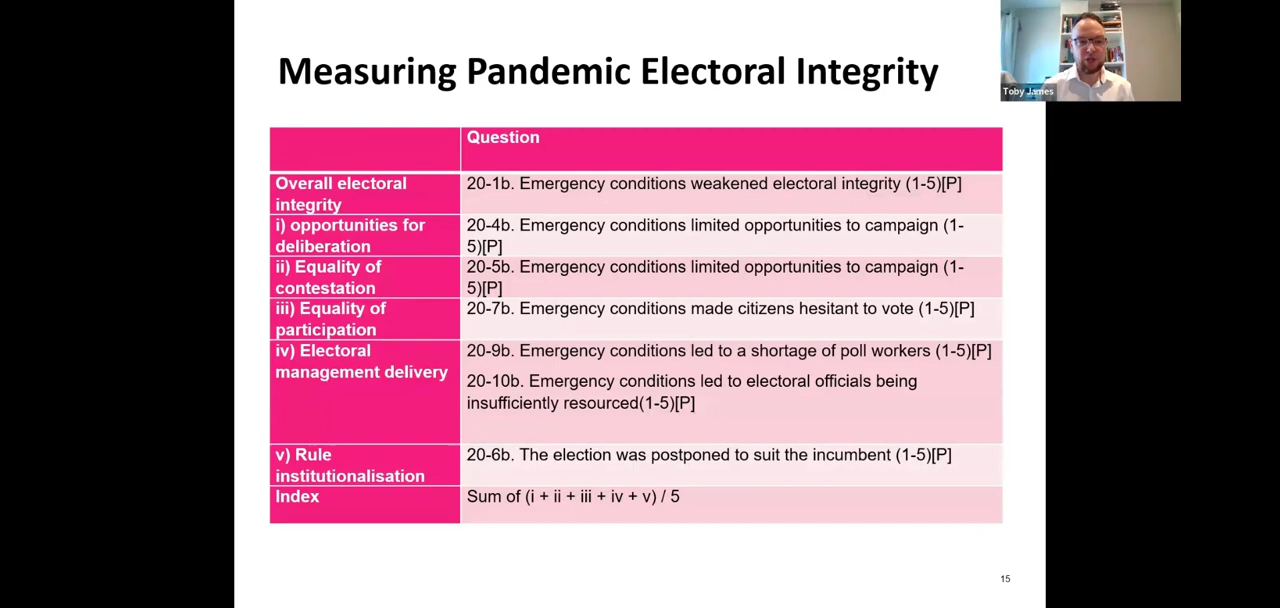 Measuring Pandemic Electoral Integrity
Toby James
Question
Overall electoral
integrity
20-1b. Emergency conditions weakened electoral integrity (1-5)[P]
i) opportunities for
deliberation
20-4b. Emergency conditions limited opportunities to campaign (1-
5)[P]
ii) Equality of
contestation
20-5b. Emergency conditions limited opportunities to campaign (1-
5)[P]
iii) Equality of
participation
20-7b. Emergency conditions made citizens hesitant to vote (1-5)[P]
iv) Electoral
management delivery
20-9b. Emergency conditions led to a shortage of poll workers (1-5)[P]
20-10b. Emergency conditions led to electoral officials being
insufficiently resourced(1-5)[P]
v) Rule
institutionalisation
20-6b. The election was postponed to suit the incumbent (1-5)[P]
Index
Sum of (i + ii + iii + iv + v) / 5
15